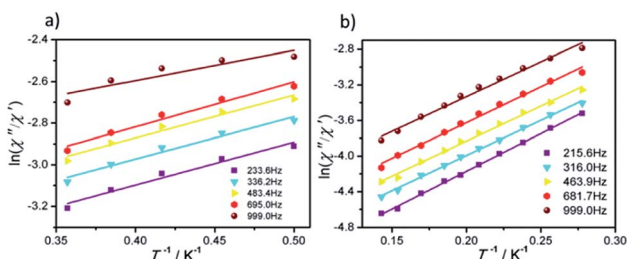 a)
-2.4
-2.6
-2.8
-3.0
-3.2
ln(χ''/χ')
233.6Hz
336.2Hz
483.4Hz
695.0Hz
999.0Hz
0.35 0.40 0.45 0.50
T⁻¹ / K⁻¹
b)
-2.8
-3.2
-3.6
-4.0
-4.4
-4.8
ln(χ''/χ')
215.6Hz
316.0Hz
463.9Hz
681.7Hz
999.0Hz
0.15 0.20 0.25 0.30
T⁻¹ / K⁻¹